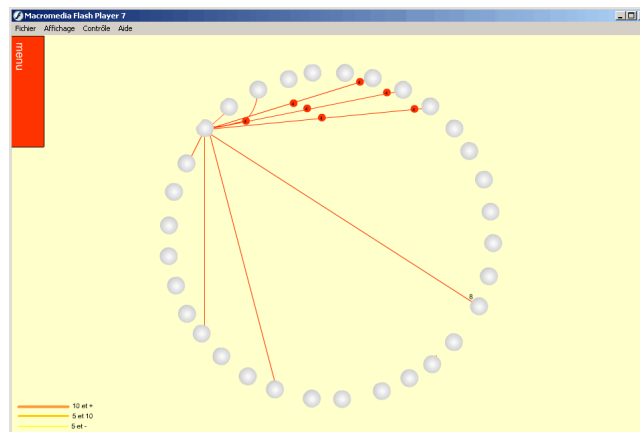 Macromedia Flash Player 7
Fichier Affichage Contrôle Aide
menu
8
10 et +
5 et 10
5 et -